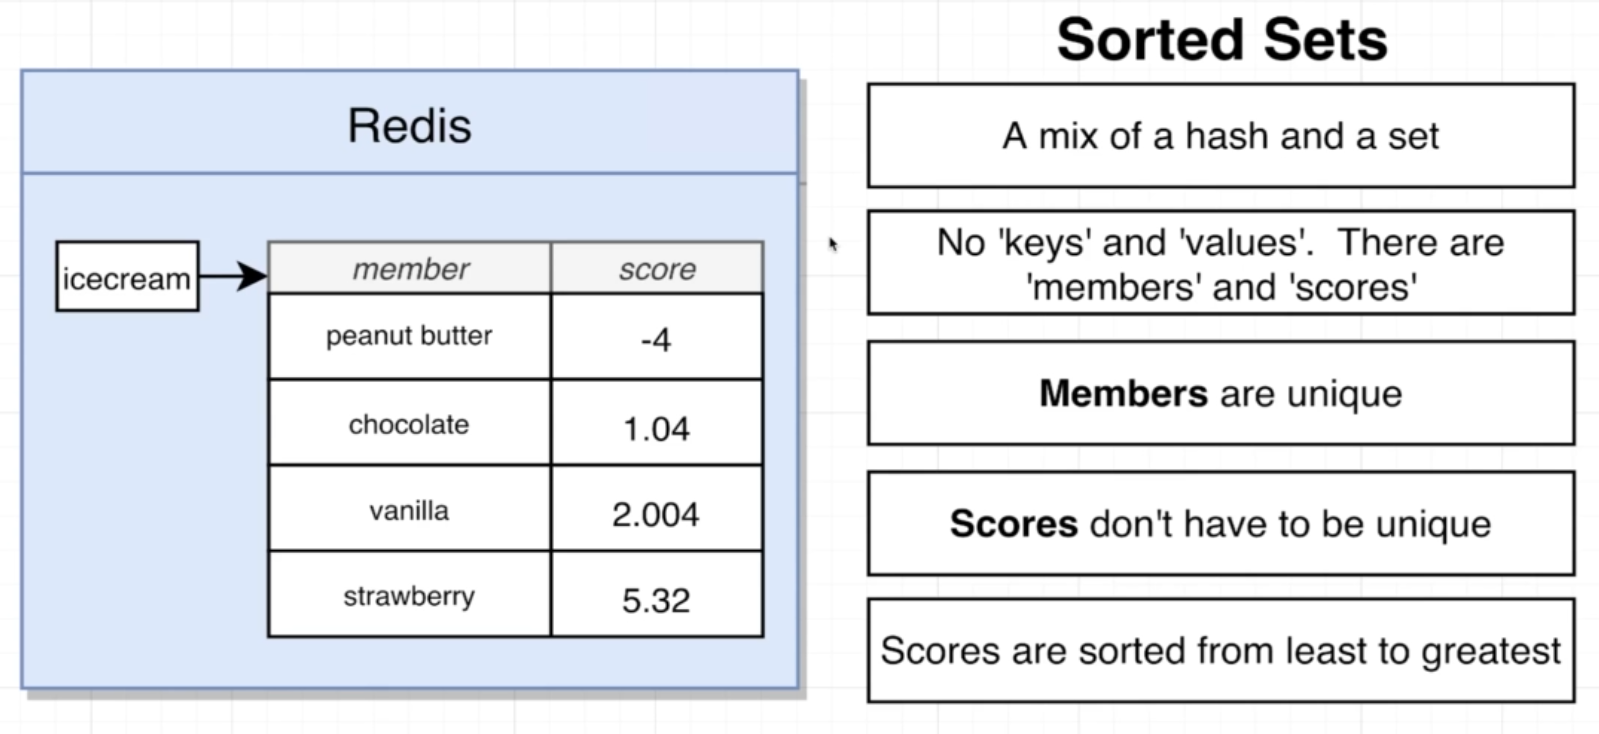 Sorted Sets
Redis
icecream
member score
peanut butter -4
chocolate 1.04
vanilla 2.004
strawberry 5.32
A mix of a hash and a set
No 'keys' and 'values'. There are
'members' and 'scores'
Members are unique
Scores don't have to be unique
Scores are sorted from least to greatest